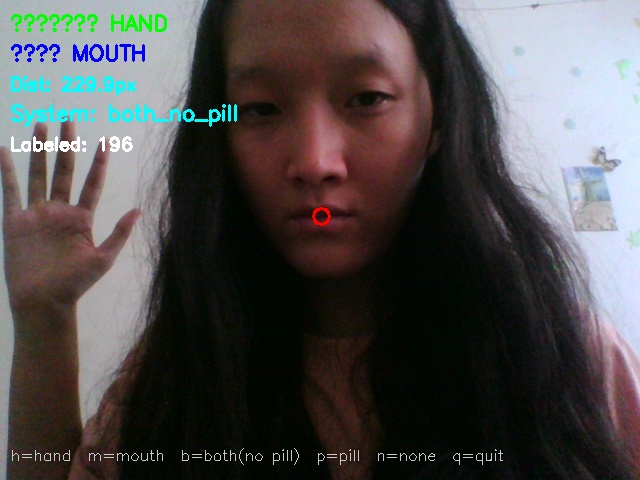 ??????? HAND
???? MOUTH
Dist: 229.9px
System: both_no_pill
Labeled: 196
h=hand m=mouth b=both(no pill) p=pill n=none q=quit